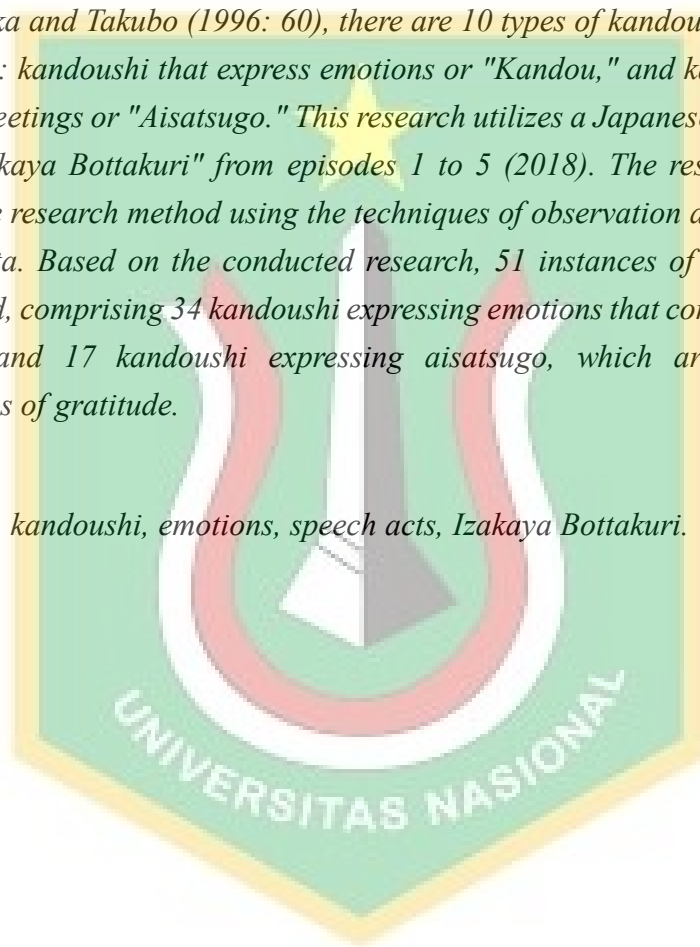 ka and Takubo (1996: 60), there are 10 types of kandou
: kandoushi that express emotions or "Kandou," and k
eetings or "Aisatsugo." This research utilizes a Japanes
kaya Bottakuri" from episodes 1 to 5 (2018). The res
e research method using the techniques of observation a
ta. Based on the conducted research, 51 instances of
d, comprising 34 kandoushi expressing emotions that con
and 17 kandoushi expressing aisatsugo, which ar
s of gratitude.
kandoushi, emotions, speech acts, Izakaya Bottakuri.
UNIVERSITAS NASIONAL